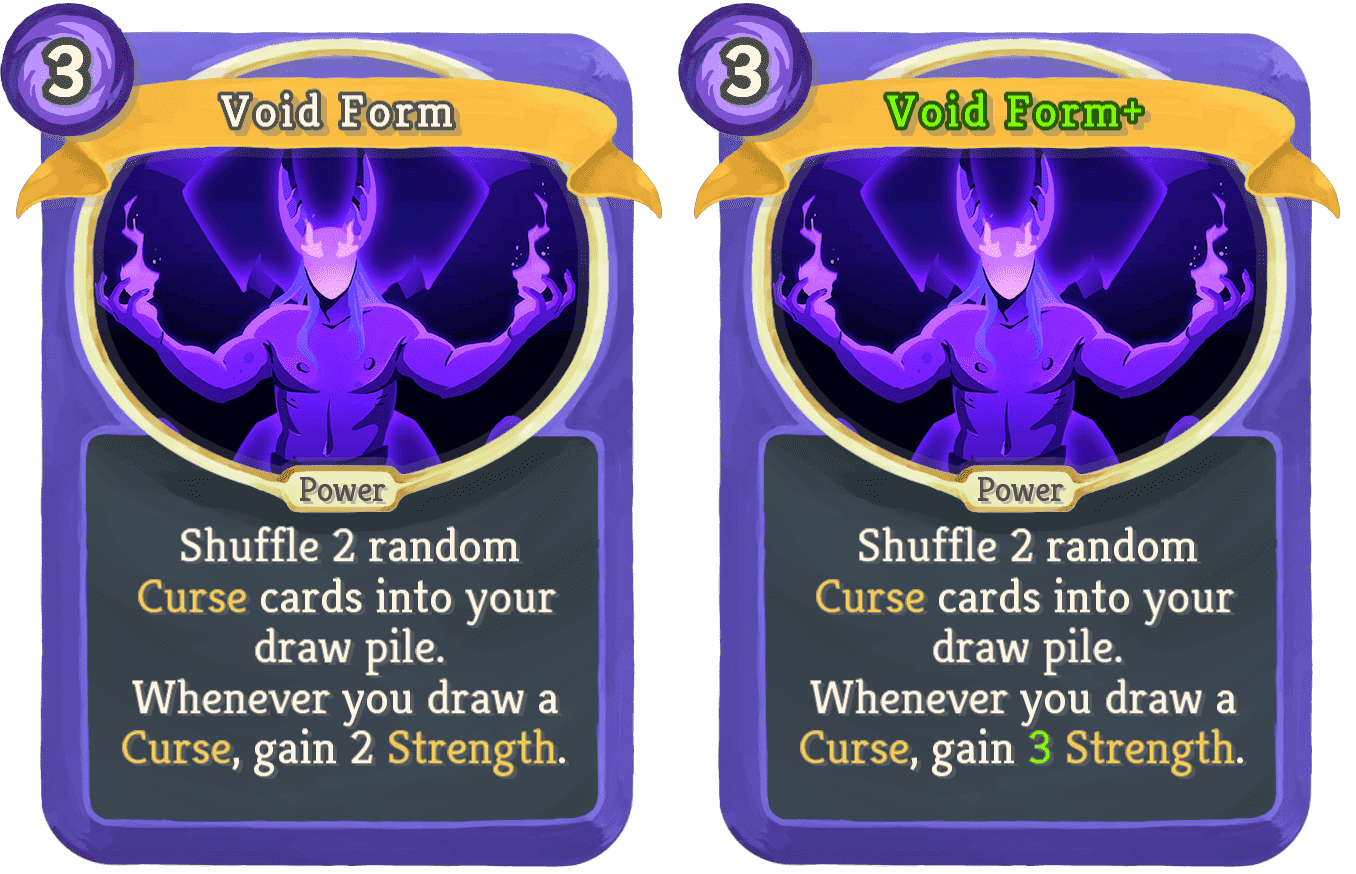 3
Void Form
Power
Shuffle 2 random
Curse cards into your
draw pile.
Whenever you draw a
Curse, gain 2 Strength.
3
Void Form+
Power
Shuffle 2 random
Curse cards into your
draw pile.
Whenever you draw a
Curse, gain 3 Strength.